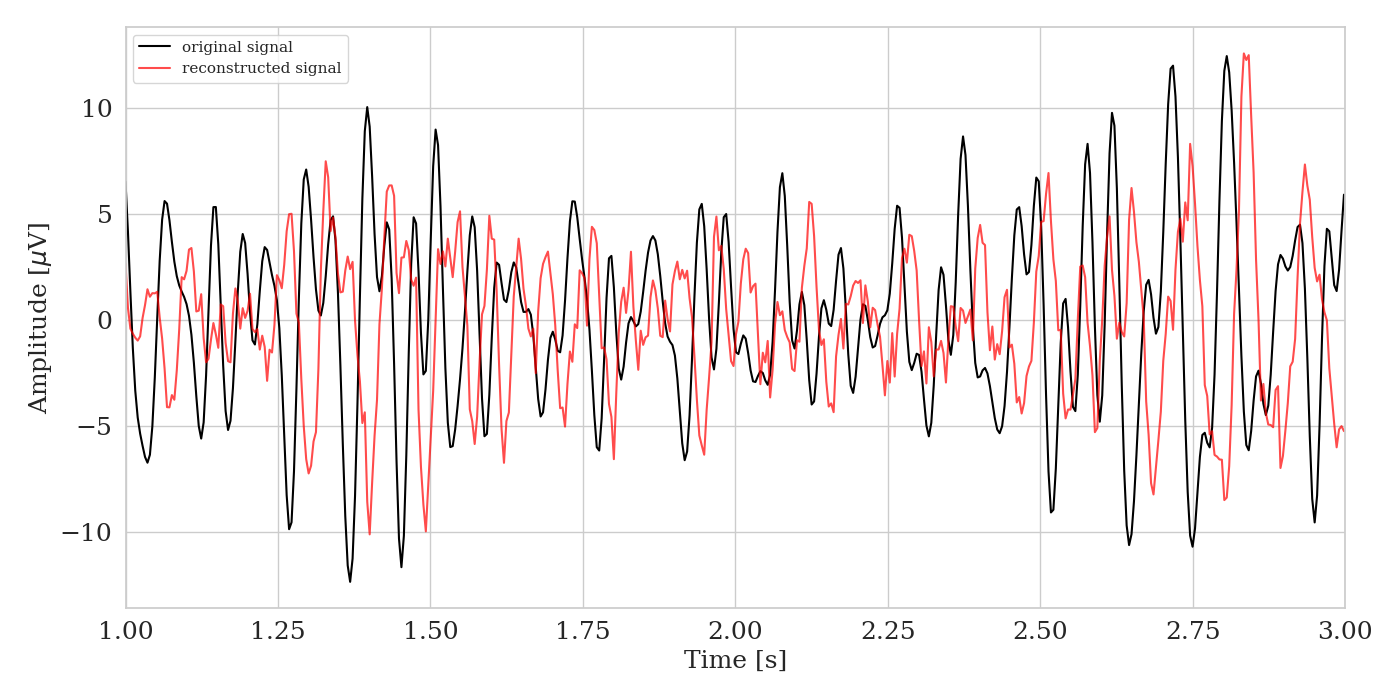 original signal
reconstructed signal
Amplitude [μV]
10
5
0
−5
−10
1.00 1.25 1.50 1.75 2.00 2.25 2.50 2.75 3.00
Time [s]